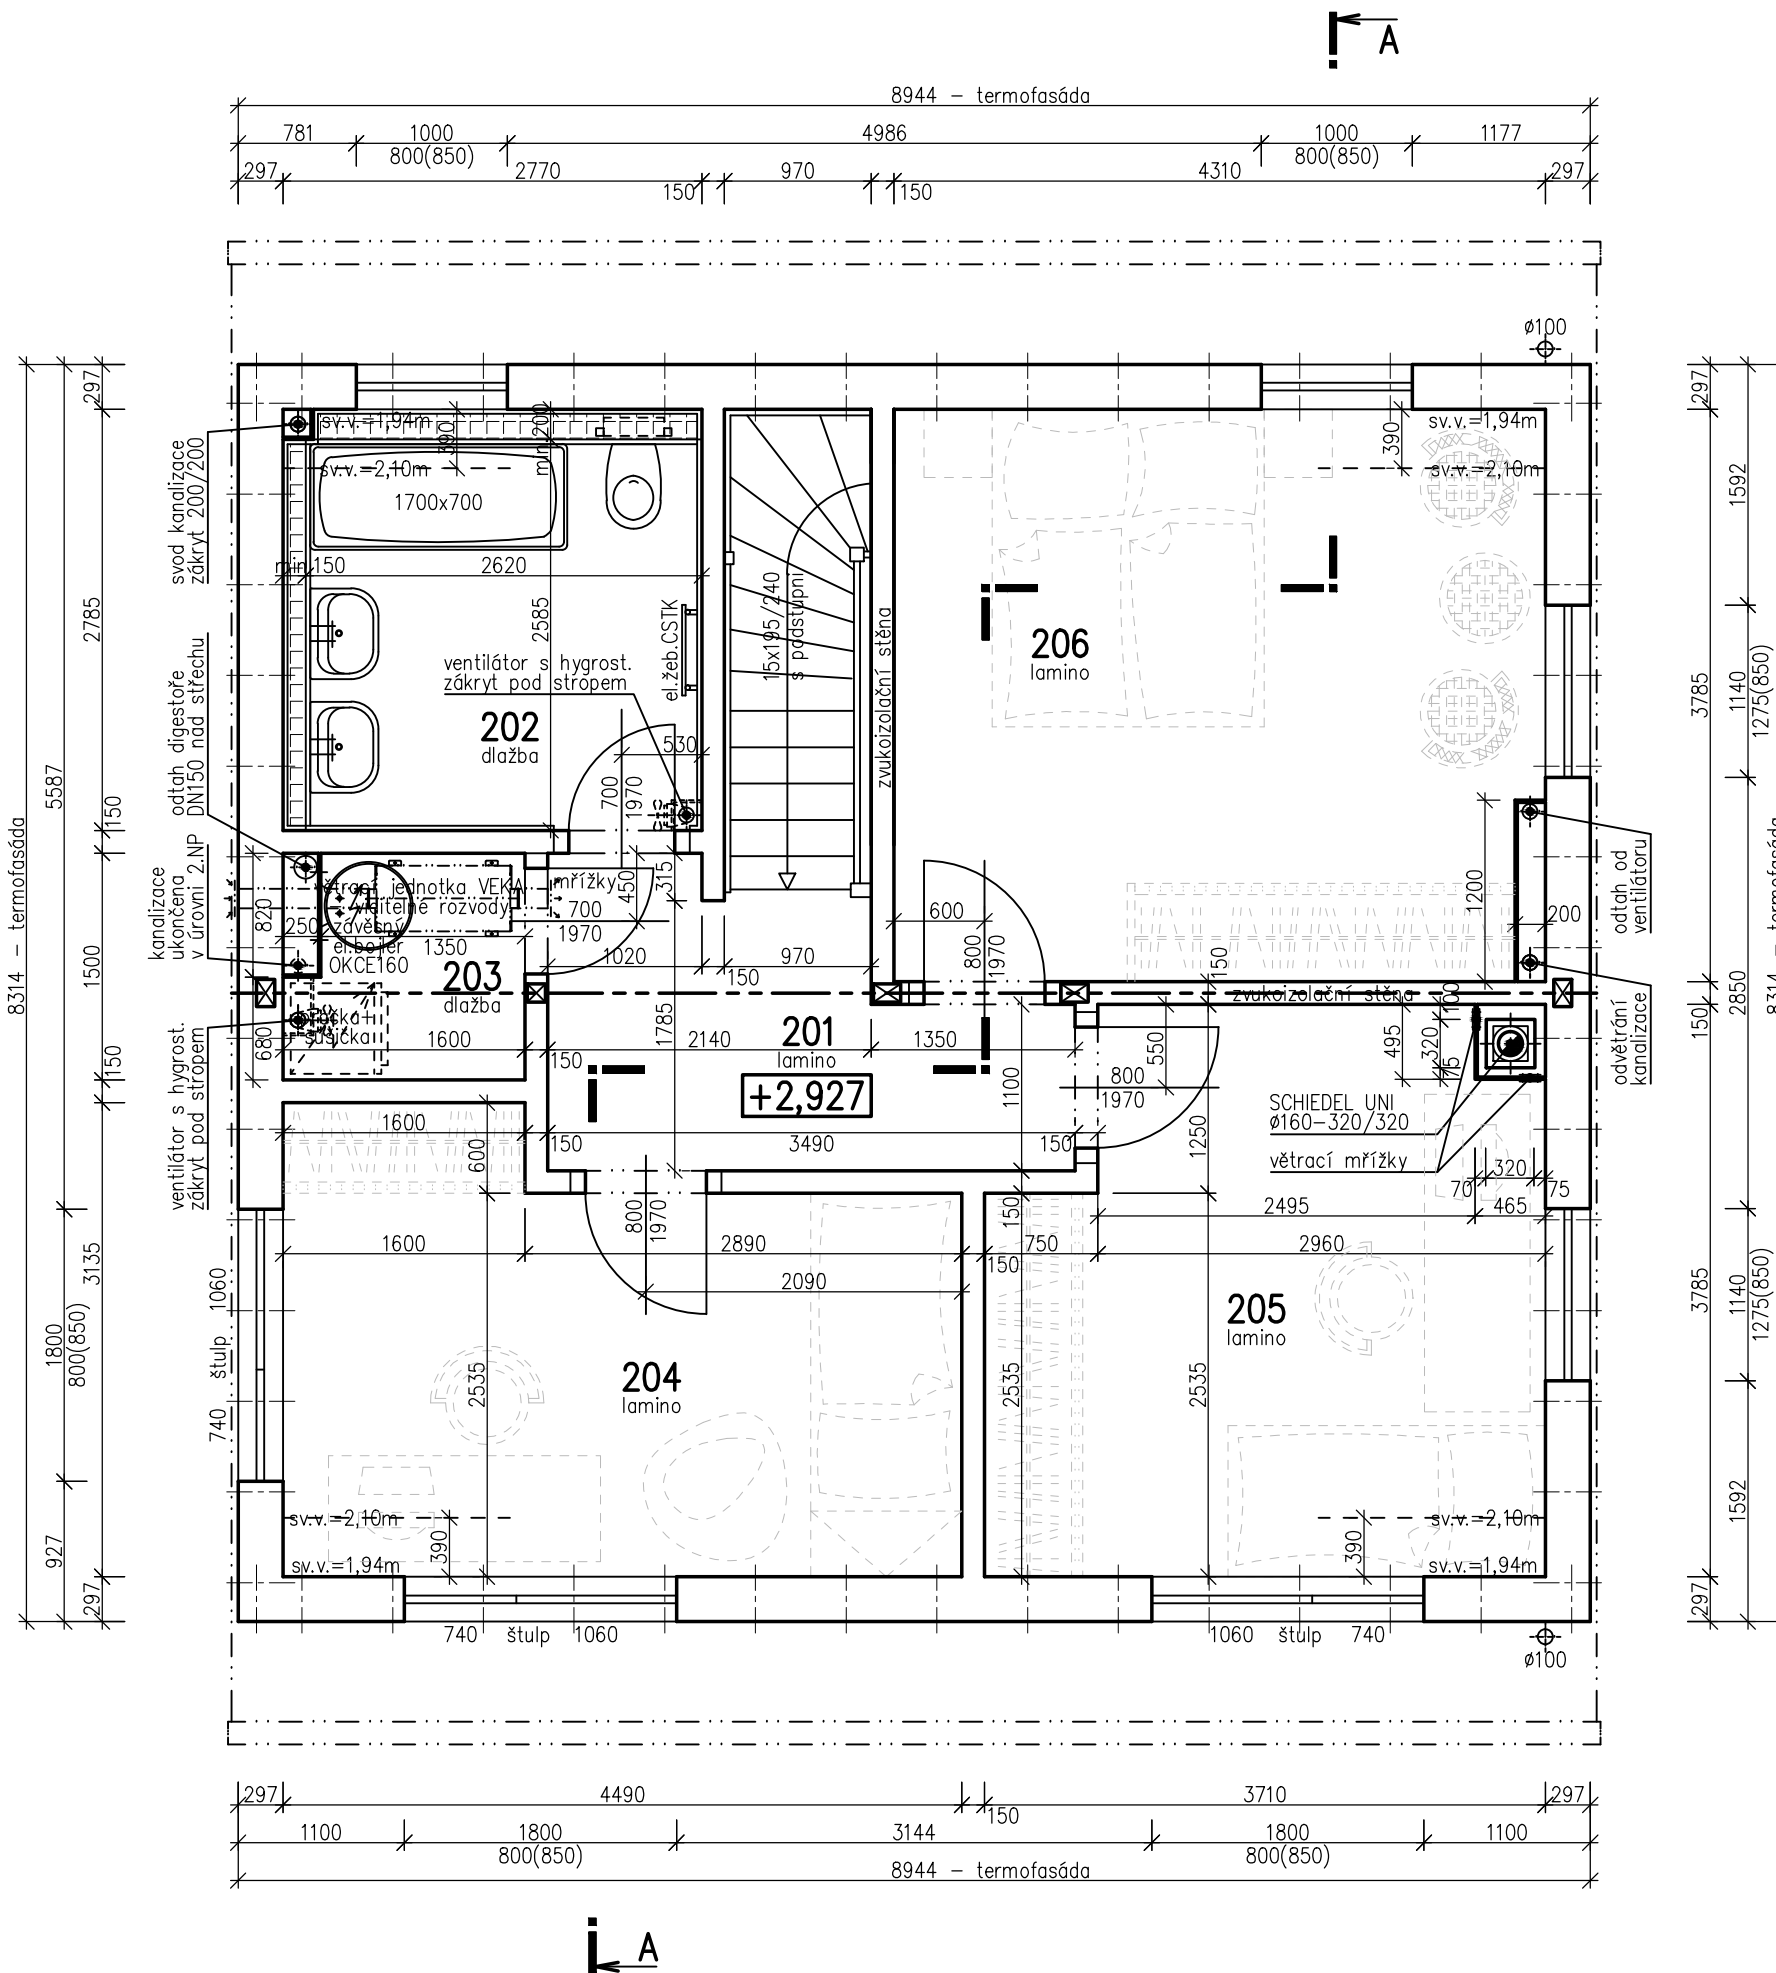 A
8944 – termofasáda
781
1000
4986
1000
1177
800(850)
800(850)
297
2770
970
4310
297
150
150
ø100
297
297
sv.v.=1,94m
min.200
390
sv.v.=1,94m
390
sv.v.=2,10m
sv.v.=2,10m
svod kanalizace
zákryt 200/200
1700x700
1592
min.150
2620
2585
2785
15x195/240
s podstupni
zvukoizolační stěna
206
lamino
el.žeb.CSTK
ventilátor s hygrost.
zákryt pod stropem
202
dlažba
530
700
1970
3785
1140
1275(850)
odtah digestoře
DN150 nad střechu
5587
8314 – termofasáda
8314 – termofasáda
150
kanalizace
ukončena
v úrovni 2.NP
820
větrací jednotka VEKA
– viditelné rozvody
mřížky
450
315
250
závěsný
el.bojler
OKCE160
1350
700
1970
600
1200
200
odtah od
ventilátoru
1500
203
dlažba
1020
150
970
800
1970
150
zvukoizolační stěna
100
2850
150
pračka+
sušička
680
1600
150
1785
2140
201
lamino
1350
+2,927
1100
550
800
1970
495
320
75
odvětrání
kanalizace
ventilátor s hygrost.
zákryt pod stropem
150
SCHIEDEL UNI
ø160–320/320
větrací mřížky
1600
150
3490
150
1250
600
320
70
75
2495
465
800
1970
150
1600
2890
750
2960
150
2090
3135
1060
štulp
740
1800
800(850)
204
lamino
205
lamino
2535
2535
2535
3785
1140
1275(850)
1592
sv.v.=2,10m
390
sv.v.=1,94m
sv.v.=2,10m
390
sv.v.=1,94m
927
297
297
740
štulp
1060
1060
štulp
740
ø100
297
4490
3710
297
150
1100
1800
3144
1800
1100
800(850)
800(850)
8944 – termofasáda
A